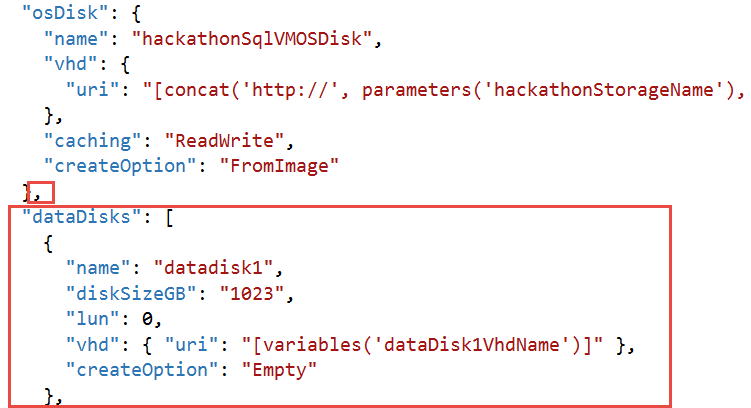 "osDisk": {
"name": "hackathonSqlVMOSDisk",
"vhd": {
"uri": "[concat('http://', parameters('hackathonStorageName'),
},
"caching": "ReadWrite",
"createOption": "FromImage"
},
"dataDisks": [
{
"name": "datadisk1",
"diskSizeGB": "1023",
"lun": 0,
"vhd": { "uri": "[variables('dataDisk1VhdName')]" },
"createOption": "Empty"
},